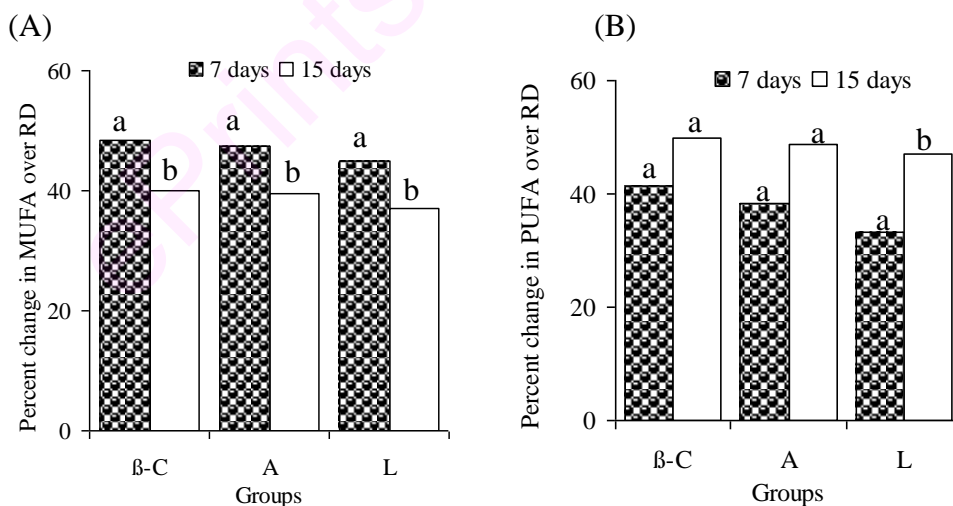 (A)
Percent change in MUFA over RD
60
40
20
0
7 days 15 days
a b a b a b
ß-C A L
Groups
(B)
Percent change in PUFA over RD
60
40
20
0
7 days 15 days
a a a a a b
ß-C A L
Groups
ePrints